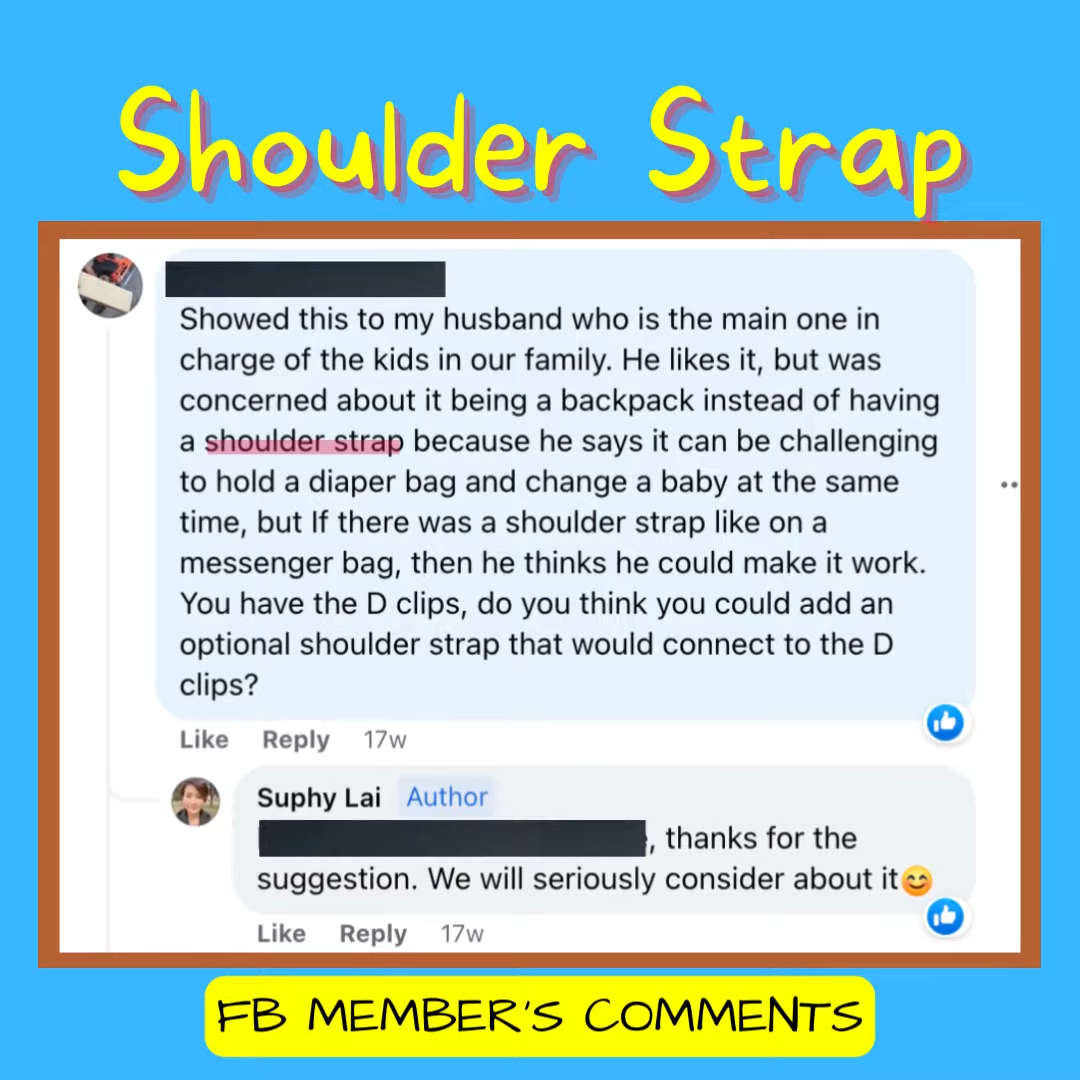 Shoulder Strap
Showed this to my husband who is the main one in
charge of the kids in our family. He likes it, but was
concerned about it being a backpack instead of having
a shoulder strap because he says it can be challenging
to hold a diaper bag and change a baby at the same
time, but If there was a shoulder strap like on a
messenger bag, then he thinks he could make it work.
You have the D clips, do you think you could add an
optional shoulder strap that would connect to the D
clips?
Like Reply 17w
Suphy Lai Author
, thanks for the
suggestion. We will seriously consider about it😊
Like Reply 17w
FB MEMBER'S COMMENTS